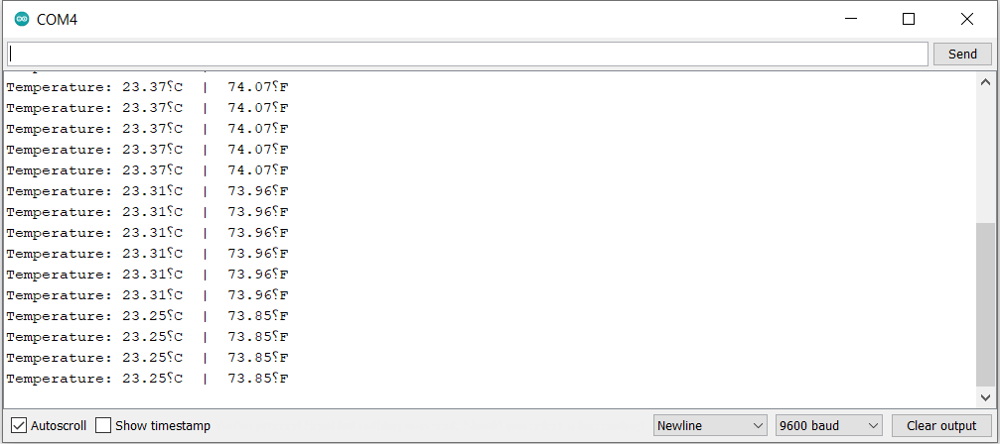 COM4
Send
Temperature: 23.37⸮C  |  74.07⸮F
Temperature: 23.37⸮C  |  74.07⸮F
Temperature: 23.37⸮C  |  74.07⸮F
Temperature: 23.37⸮C  |  74.07⸮F
Temperature: 23.37⸮C  |  74.07⸮F
Temperature: 23.31⸮C  |  73.96⸮F
Temperature: 23.31⸮C  |  73.96⸮F
Temperature: 23.31⸮C  |  73.96⸮F
Temperature: 23.31⸮C  |  73.96⸮F
Temperature: 23.31⸮C  |  73.96⸮F
Temperature: 23.31⸮C  |  73.96⸮F
Temperature: 23.25⸮C  |  73.85⸮F
Temperature: 23.25⸮C  |  73.85⸮F
Temperature: 23.25⸮C  |  73.85⸮F
Temperature: 23.25⸮C  |  73.85⸮F
Autoscroll Show timestamp Newline 9600 baud Clear output